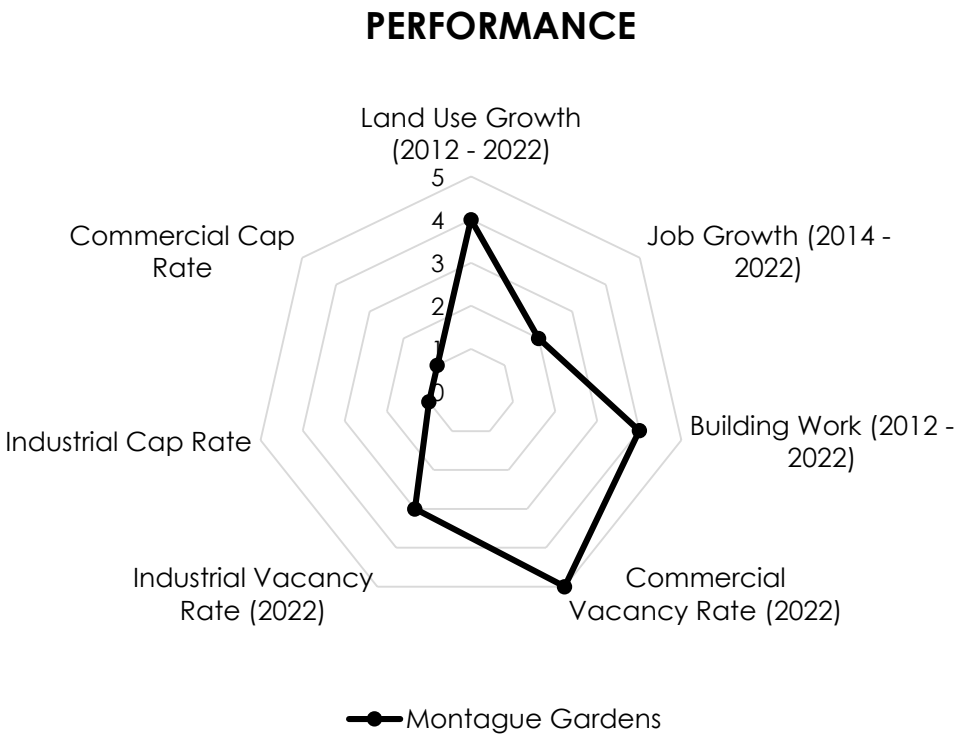 PERFORMANCE
Land Use Growth
(2012 - 2022)
5
4
3
2
1
0
Job Growth (2014 -
2022)
Building Work (2012 -
2022)
Commercial
Vacancy Rate (2022)
Industrial Vacancy
Rate (2022)
Industrial Cap Rate
Commercial Cap
Rate
Montague Gardens